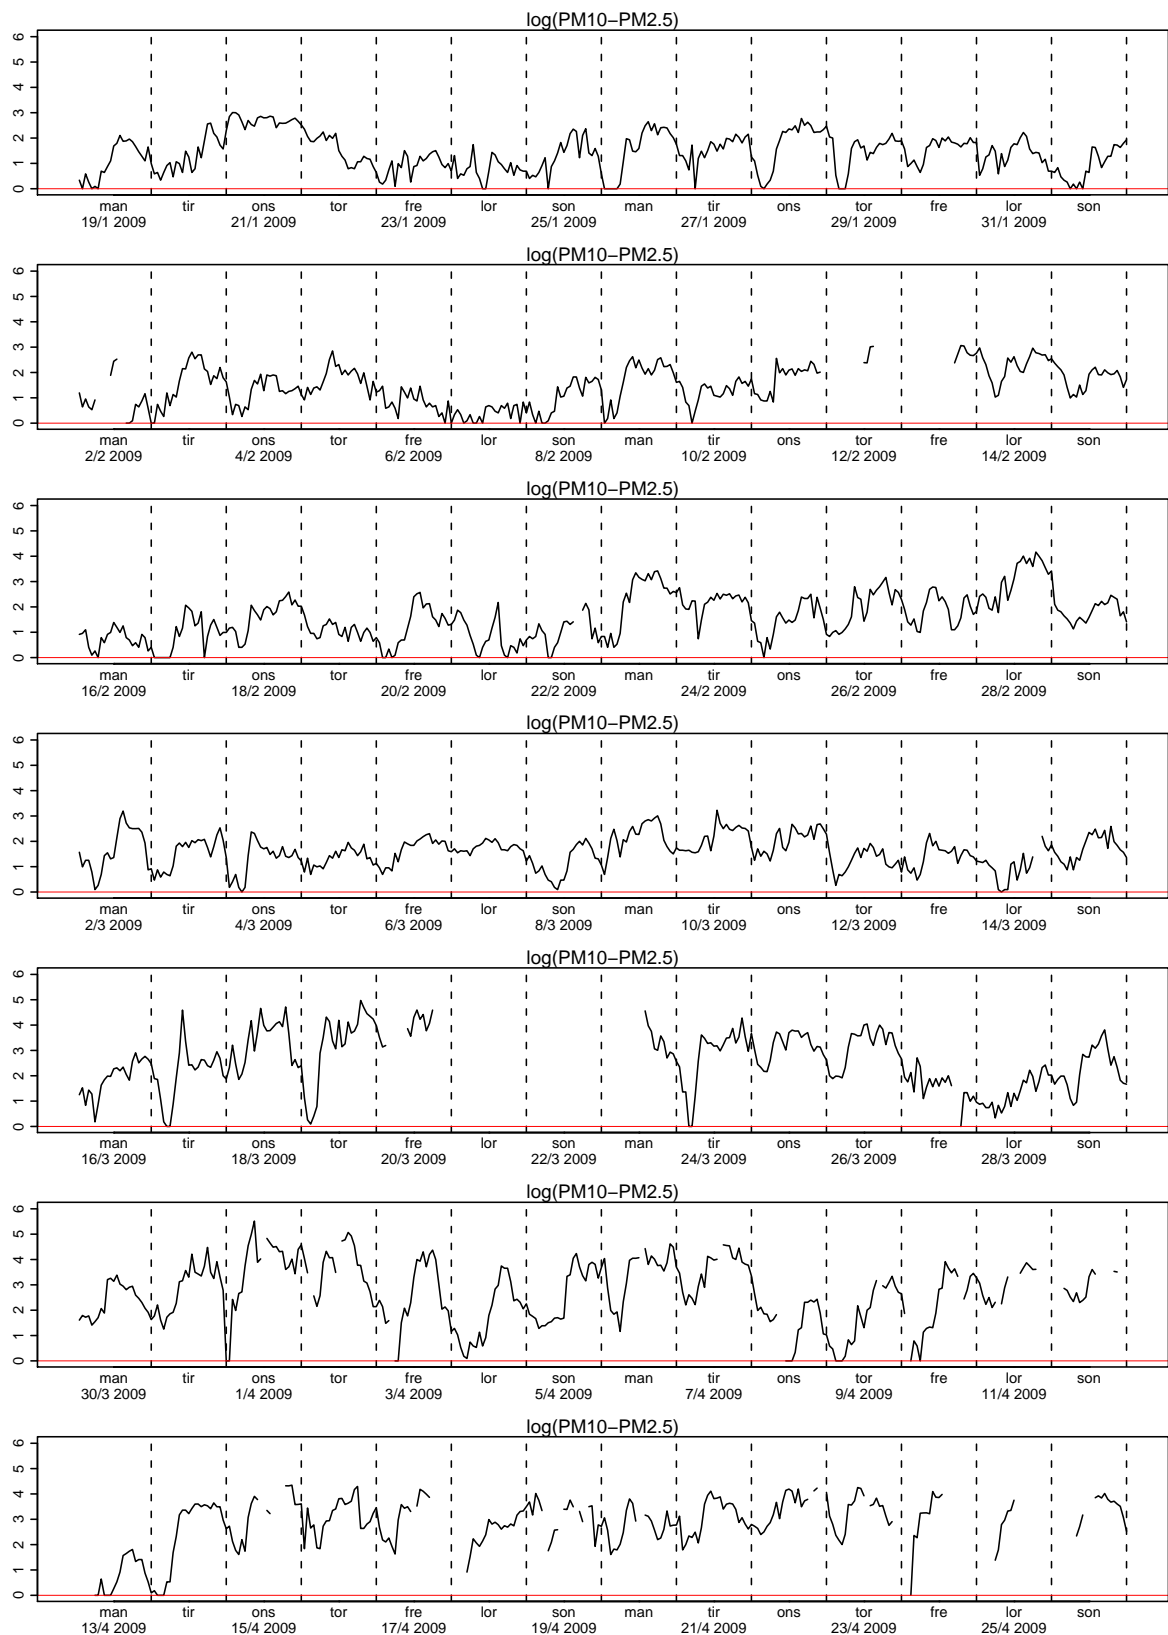 log(PM10−PM2.5)
6
5
4
3
2
1
0
man tir ons tor fre lor son man tir ons tor fre lor son
19/1 2009 21/1 2009 23/1 2009 25/1 2009 27/1 2009 29/1 2009 31/1 2009
log(PM10−PM2.5)
6
5
4
3
2
1
0
man tir ons tor fre lor son man tir ons tor fre lor son
2/2 2009 4/2 2009 6/2 2009 8/2 2009 10/2 2009 12/2 2009 14/2 2009
log(PM10−PM2.5)
6
5
4
3
2
1
0
man tir ons tor fre lor son man tir ons tor fre lor son
16/2 2009 18/2 2009 20/2 2009 22/2 2009 24/2 2009 26/2 2009 28/2 2009
log(PM10−PM2.5)
6
5
4
3
2
1
0
man tir ons tor fre lor son man tir ons tor fre lor son
2/3 2009 4/3 2009 6/3 2009 8/3 2009 10/3 2009 12/3 2009 14/3 2009
log(PM10−PM2.5)
6
5
4
3
2
1
0
man tir ons tor fre lor son man tir ons tor fre lor son
16/3 2009 18/3 2009 20/3 2009 22/3 2009 24/3 2009 26/3 2009 28/3 2009
log(PM10−PM2.5)
6
5
4
3
2
1
0
man tir ons tor fre lor son man tir ons tor fre lor son
30/3 2009 1/4 2009 3/4 2009 5/4 2009 7/4 2009 9/4 2009 11/4 2009
log(PM10−PM2.5)
6
5
4
3
2
1
0
man tir ons tor fre lor son man tir ons tor fre lor son
13/4 2009 15/4 2009 17/4 2009 19/4 2009 21/4 2009 23/4 2009 25/4 2009